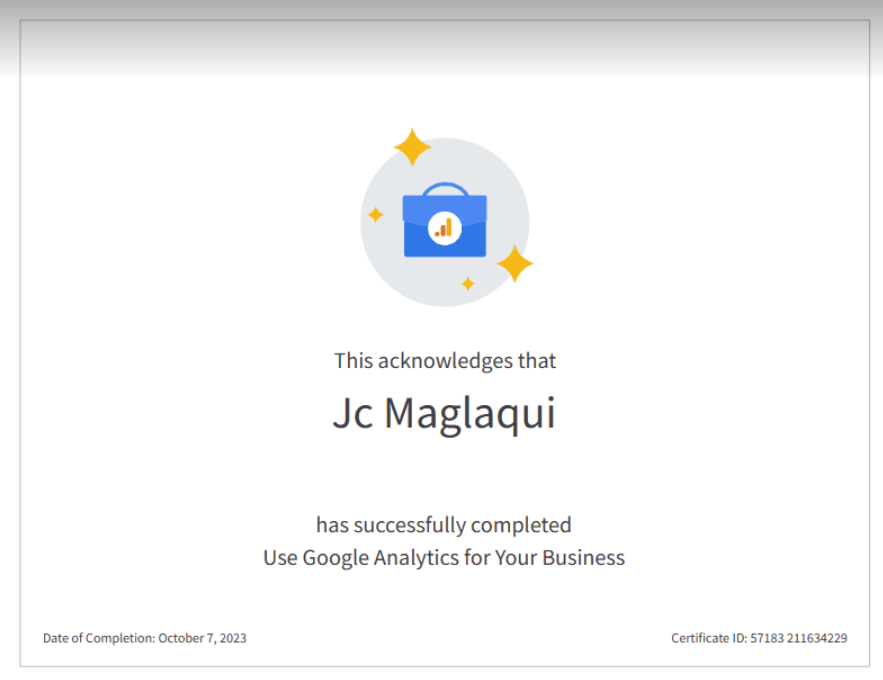 This acknowledges that
Jc Maglaqui
has successfully completed
Use Google Analytics for Your Business
Date of Completion: October 7, 2023
Certificate ID: 57183 211634229